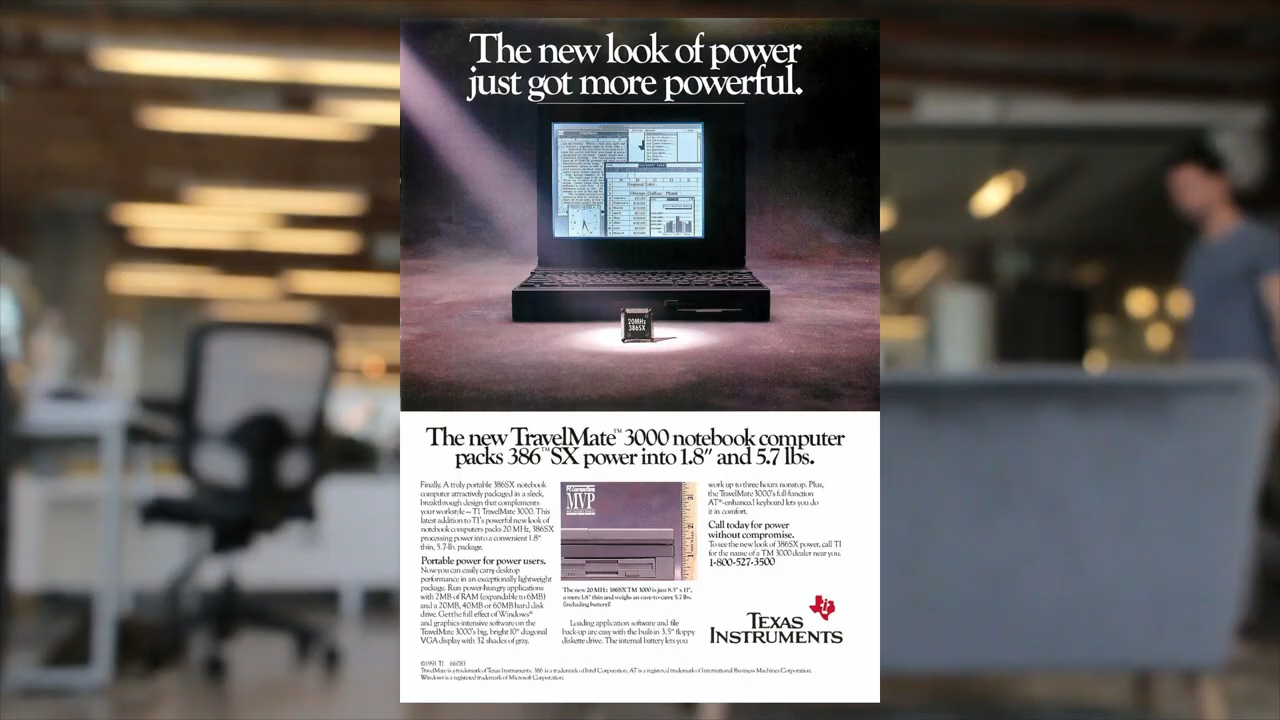 The new look of power
just got more powerful.
20MHz
386SX
The new TravelMate™ 3000 notebook computer
packs 386™SX power into 1.8" and 5.7 lbs.
Finally. A truly portable 386SX notebook
computer attractively packaged in a sleek,
breakthrough design that complements
your workstyle — TI TravelMate 3000. This
latest addition to TI's powerful new look of
notebook computers packs 20 MHz, 386SX
processing power into a convenient 1.8"
thin, 5.7-lb. package.
Portable power for power users.
Now you can easily carry desktop
performance in an exceptionally lightweight
package. Run power-hungry applications
with 2MB of RAM (expandable to 6MB)
and a 20MB, 40MB or 60MB hard disk
drive. Get the full effect of Windows®
and graphics-intensive software on the
TravelMate 3000's big, bright 10" diagonal
VGA display with 32 shades of gray.
MVP
The new 20 MHz 386SX TM 3000 is just 8.5" x 11",
a mere 1.8" thin and weighs an easy-to-carry 5.7 lbs.
(including battery)!
Loading application software and file
back-up are easy with the built-in 3.5" floppy
diskette drive. The internal battery lets you
work up to three hours nonstop. Plus,
the TravelMate 3000's full-function
AT®-enhanced keyboard lets you do
it in comfort.
Call today for power
without compromise.
To see the new look of 386SX power, call TI
for the name of a TM 3000 dealer near you.
1-800-527-3500
TEXAS
INSTRUMENTS
©1991 TI
TravelMate is a trademark of Texas Instruments. 386 is a trademark of Intel Corporation. AT is a registered trademark of International Business Machines Corporation.
Windows is a registered trademark of Microsoft Corporation.